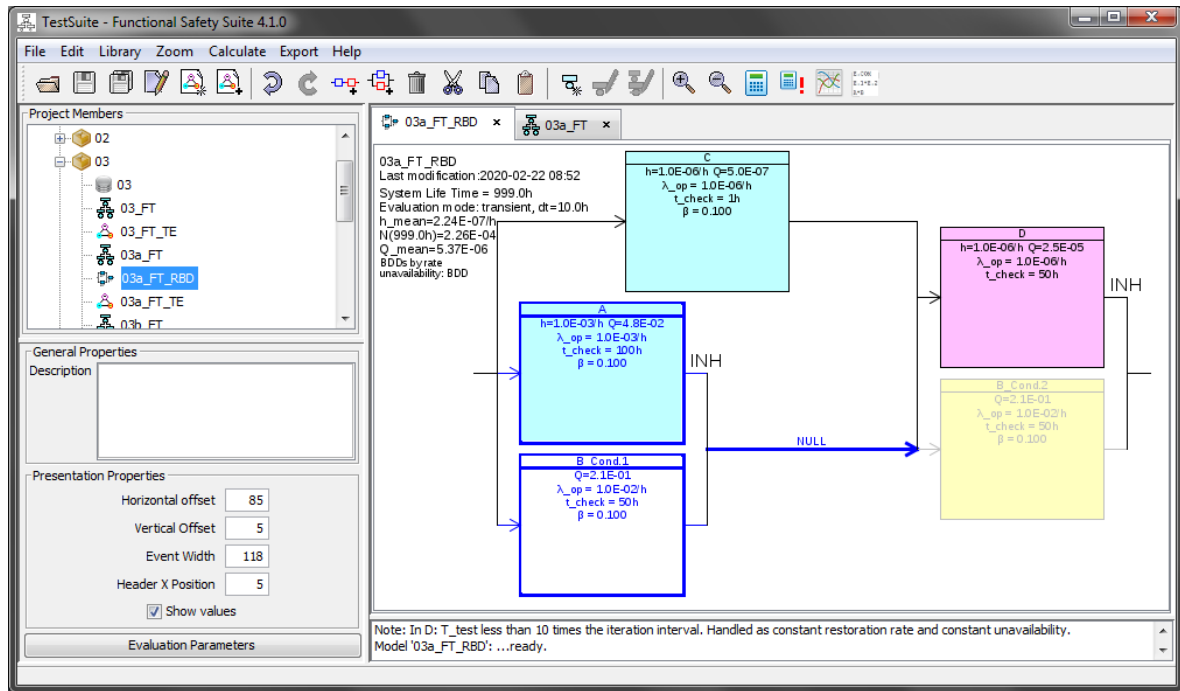 TestSuite - Functional Safety Suite 4.1.0
File Edit Library Zoom Calculate Export Help
Project Members
02
03
03
03_FT
03_FT_TE
03a_FT
03a_FT_RBD
03a_FT_TE
03b_FT
General Properties
Description
Presentation Properties
Horizontal offset 85
Vertical Offset 5
Event Width 118
Header X Position 5
Show values
Evaluation Parameters
03a_FT_RBD × 03a_FT ×
03a_FT_RBD
Last modification :2020-02-22 08:52
System Life Time = 999.0h
Evaluation mode: transient, dt=10.0h
h_mean=2.24E-07/h
N(999.0h)=2.26E-04
Q_mean=5.37E-06
BDDs by rate
unavailability: BDD
C
h=1.0E-06/h Q=5.0E-07
λ_op = 1.0E-06/h
t_check = 1h
β = 0.100
D
h=1.0E-06/h Q=2.5E-05
λ_op = 1.0E-06/h
t_check = 50h
INH
A
h=1.0E-03/h Q=4.8E-02
λ_op = 1.0E-03/h
t_check = 100h
β = 0.100
INH
B_Cond.1
Q=2.1E-01
λ_op = 1.0E-02/h
t_check = 50h
β = 0.100
NULL
B_Cond.2
Q=2.1E-01
λ_op = 1.0E-02/h
t_check = 50h
β = 0.100
Note: In D: T_test less than 10 times the iteration interval. Handled as constant restoration rate and constant unavailability.
Model '03a_FT_RBD': ...ready.